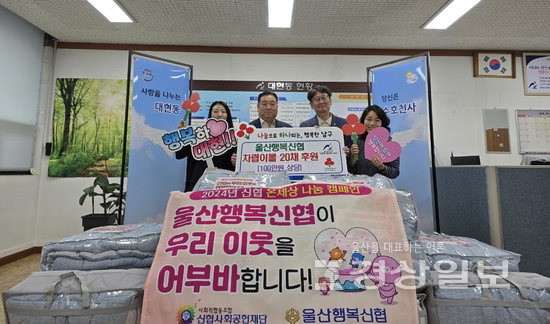 대현동 현황
사랑을 나누는
대현동
당신은
수호천사
행복해
대현!!
나눔으로 하나되는, 행복한 남구
울산행복신협
차렵이불 20채 후원
(100만원 상당)
2024년 신협 온세상 나눔 캠페인
울산행복신협이
우리 이웃을
어부바합니다!
사회적협동조합
신협사회공헌재단
울산행복신협
울산을 대표하는 언론
경상일보